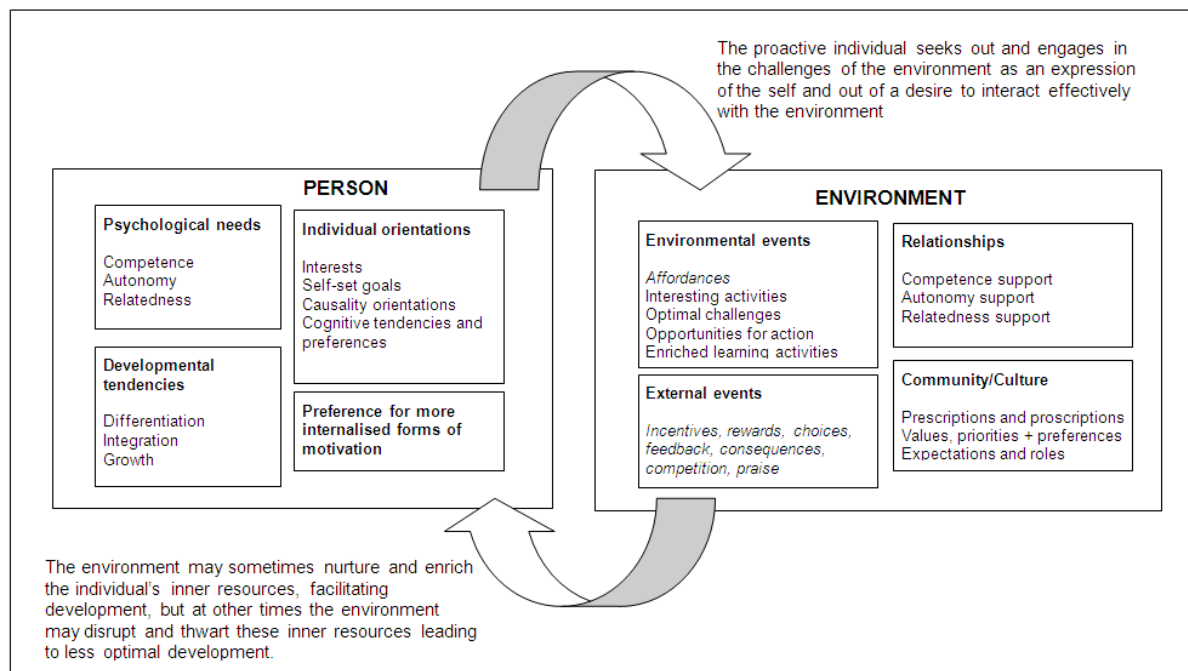 The proactive individual seeks out and engages in
the challenges of the environment as an expression
of the self and out of a desire to interact effectively
with the environment
PERSON
Psychological needs
Competence
Autonomy
Relatedness
Individual orientations
Interests
Self-set goals
Causality orientations
Cognitive tendencies and
preferences
Developmental
tendencies
Differentiation
Integration
Growth
Preference for more
internalised forms of
motivation
ENVIRONMENT
Environmental events
Affordances
Interesting activities
Optimal challenges
Opportunities for action
Enriched learning activities
Relationships
Competence support
Autonomy support
Relatedness support
External events
Incentives, rewards, choices,
feedback, consequences,
competition, praise
Community/Culture
Prescriptions and proscriptions
Values, priorities + preferences
Expectations and roles
The environment may sometimes nurture and enrich
the individual's inner resources, facilitating
development, but at other times the environment
may disrupt and thwart these inner resources leading
to less optimal development.